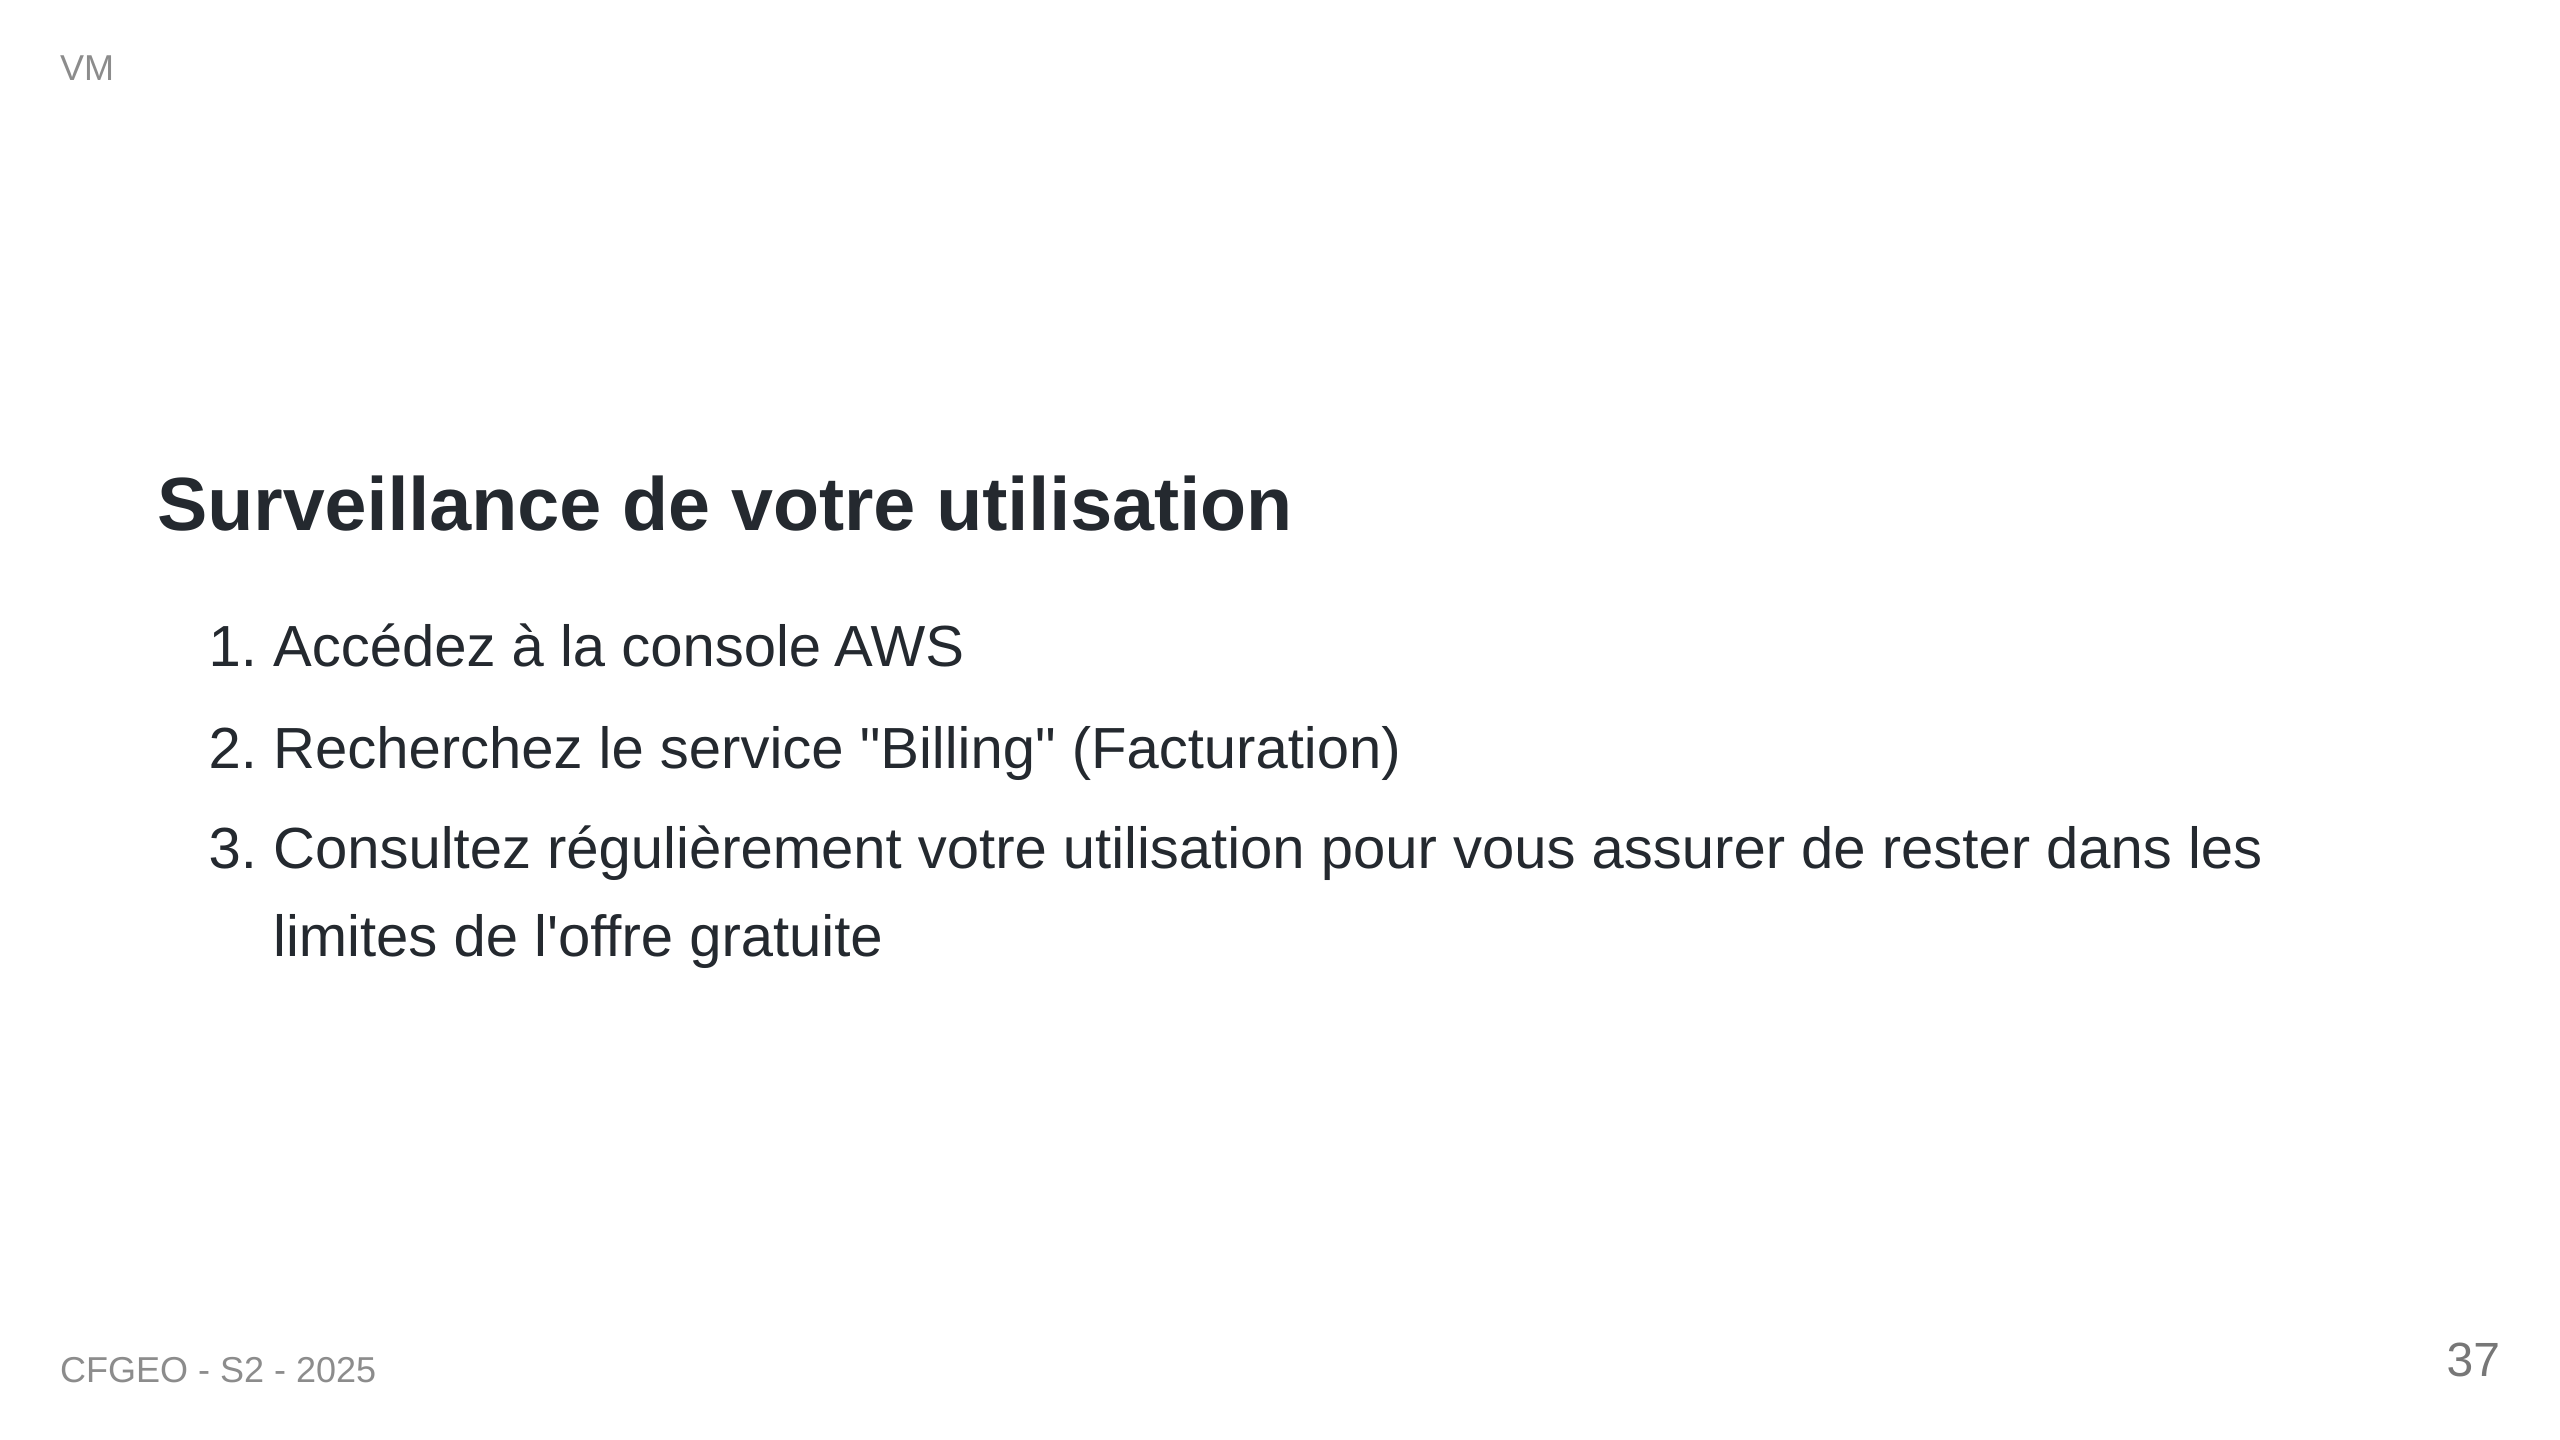 VM
Surveillance de votre utilisation
1. Accédez à la console AWS
2. Recherchez le service "Billing" (Facturation)
3. Consultez régulièrement votre utilisation pour vous assurer de rester dans les
limites de l'offre gratuite
CFGEO - S2 - 2025
37